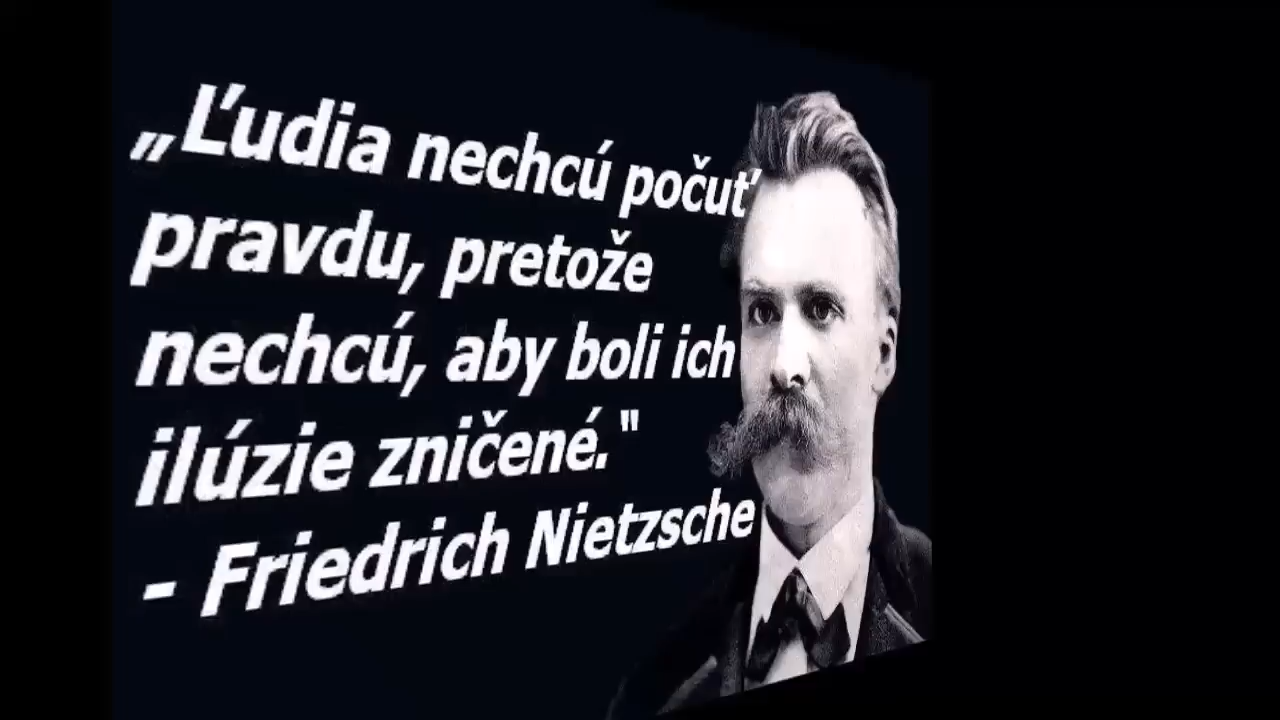 „Ľudia nechcú počuť
pravdu, pretože
nechcú, aby boli ich
ilúzie zničené."
- Friedrich Nietzsche